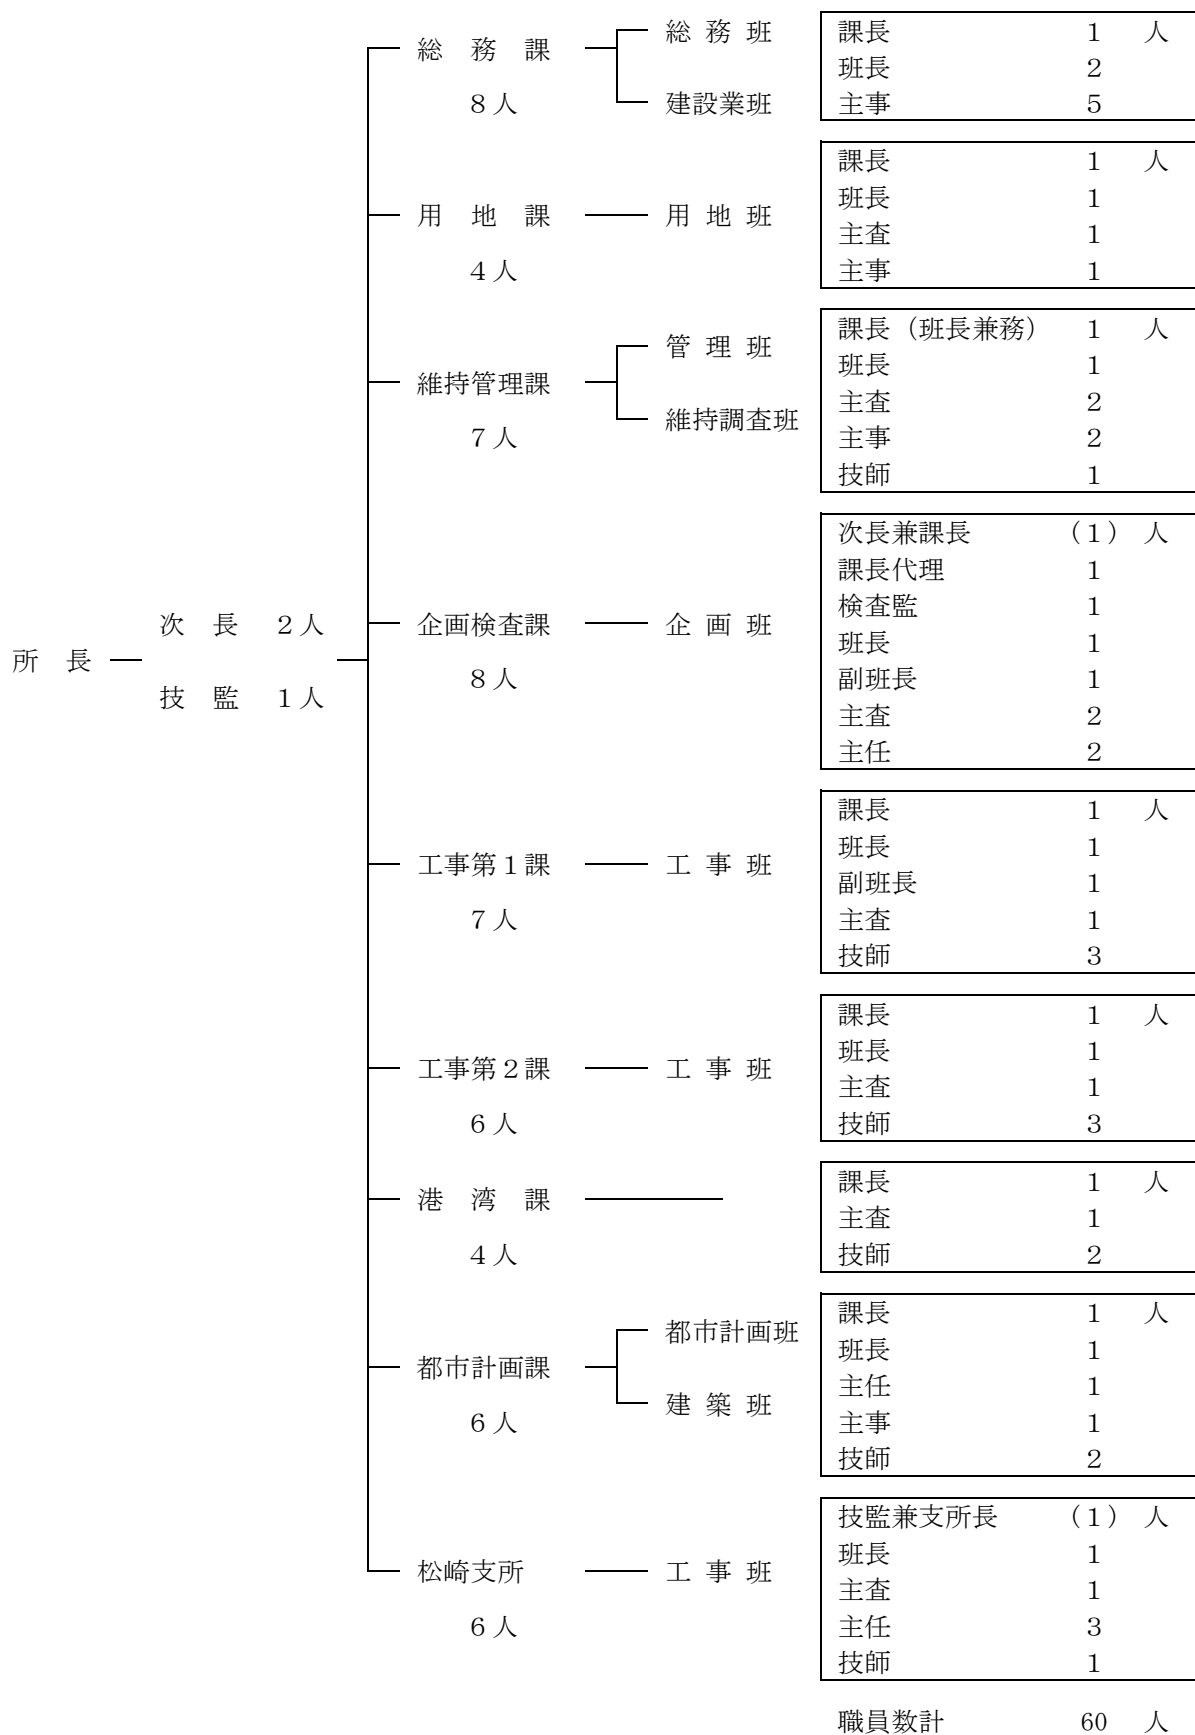 総務課
8人
総務班
建設業班
課長 1 人
班長 2
主事 5
用地課
4人
用地班
課長 1 人
班長 1
主査 1
主事 1
維持管理課
7人
管理班
維持調査班
課長（班長兼務） 1 人
班長 1
主査 2
主事 2
技師 1
所長
次長 2人
技監 1人
企画検査課
8人
企画班
次長兼課長 (1) 人
課長代理 1
検査監 1
班長 1
副班長 1
主査 2
主任 2
工事第1課
7人
工事班
課長 1 人
班長 1
副班長 1
主査 1
技師 3
工事第2課
6人
工事班
課長 1 人
班長 1
主査 1
技師 3
港湾課
4人
課長 1 人
主査 1
技師 2
都市計画課
6人
都市計画班
建築班
課長 1 人
班長 1
主任 1
主事 1
技師 2
松崎支所
6人
工事班
技監兼支所長 (1) 人
班長 1
主査 1
主任 3
技師 1
職員数計 60 人